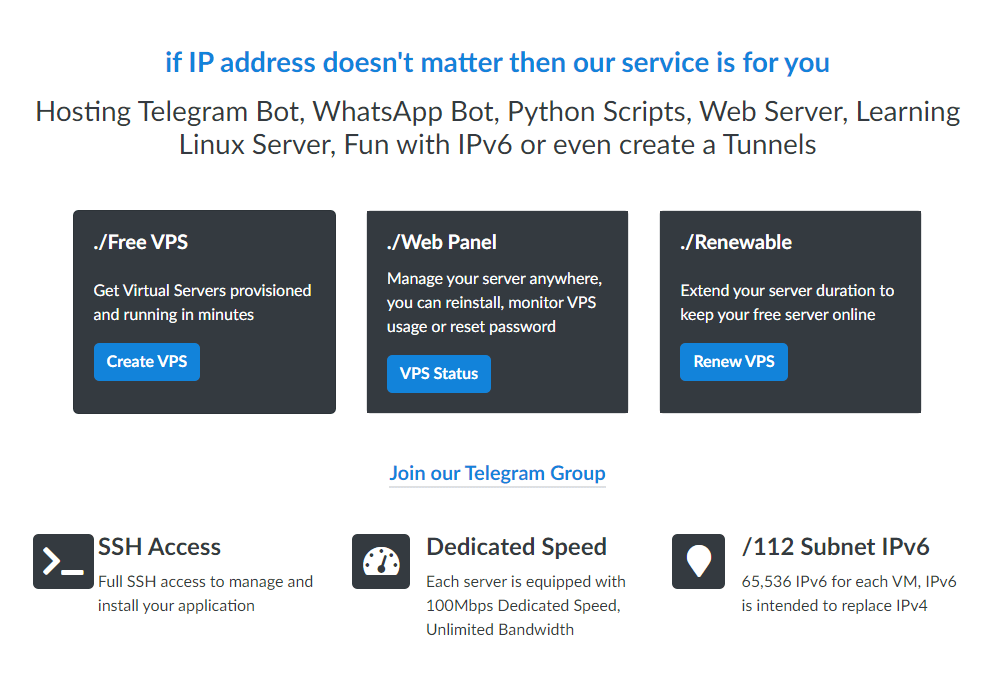 if IP address doesn't matter then our service is for you
Hosting Telegram Bot, WhatsApp Bot, Python Scripts, Web Server, Learning
Linux Server, Fun with IPv6 or even create a Tunnels
./Free VPS
Get Virtual Servers provisioned
and running in minutes
Create VPS
./Web Panel
Manage your server anywhere,
you can reinstall, monitor VPS
usage or reset password
VPS Status
./Renewable
Extend your server duration to
keep your free server online
Renew VPS
Join our Telegram Group
SSH Access
Full SSH access to manage and
install your application
Dedicated Speed
Each server is equipped with
100Mbps Dedicated Speed,
Unlimited Bandwidth
/112 Subnet IPv6
65,536 IPv6 for each VM, IPv6
is intended to replace IPv4